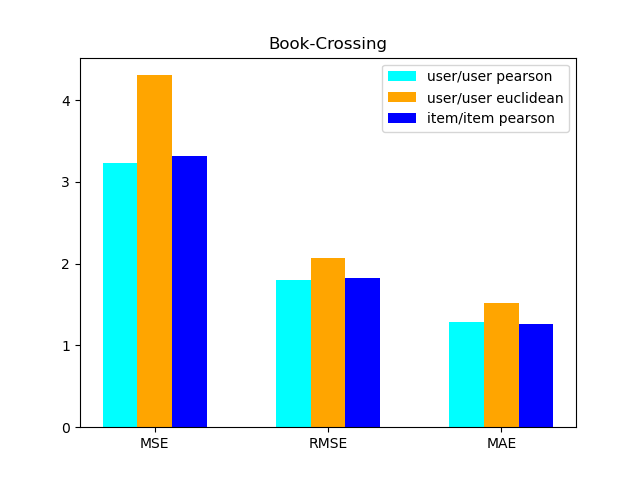 Book-Crossing
user/user pearson
user/user euclidean
item/item pearson
4
3
2
1
0
MSE RMSE MAE